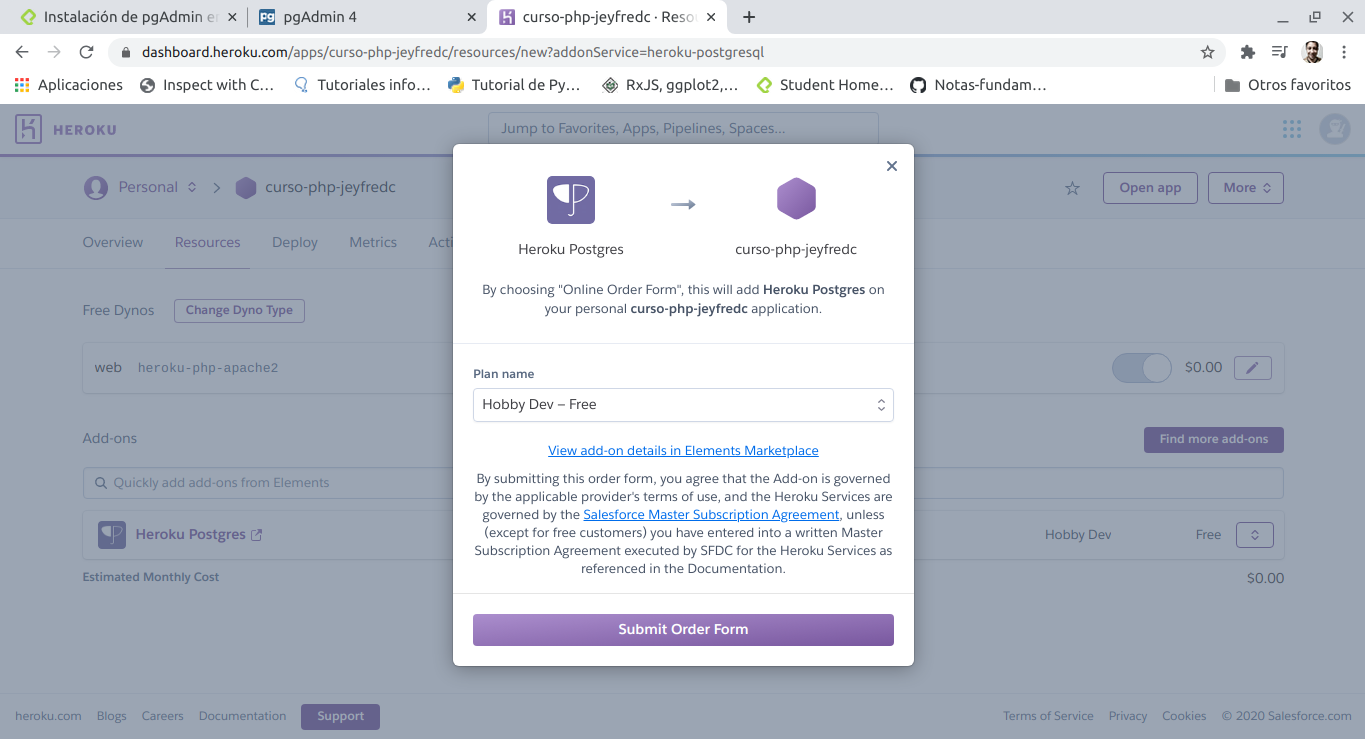 Instalación de pgAdmin e
pgAdmin 4
curso-php-jeyfredc · Reso
dashboard.heroku.com/apps/curso-php-jeyfredc/resources/new?addonService=heroku-postgresql
Aplicaciones
Inspect with C...
Tutoriales info...
Tutorial de Py...
RxJS, ggplot2,...
Student Home...
Notas-fundam...
Otros favoritos
HEROKU
Jump to Favorites, Apps, Pipelines, Spaces...
Personal
curso-php-jeyfredc
Open app
More
Overview
Resources
Deploy
Metrics
Acti
Heroku Postgres
curso-php-jeyfredc
By choosing "Online Order Form", this will add Heroku Postgres on
your personal curso-php-jeyfredc application.
Free Dynos
Change Dyno Type
web
heroku-php-apache2
$0.00
Plan name
Hobby Dev – Free
Add-ons
Find more add-ons
View add-on details in Elements Marketplace
Quickly add add-ons from Elements
By submitting this order form, you agree that the Add-on is governed
by the applicable provider's terms of use, and the Heroku Services are
governed by the Salesforce Master Subscription Agreement, unless
(except for free customers) you have entered into a written Master
Subscription Agreement executed by SFDC for the Heroku Services as
referenced in the Documentation.
Heroku Postgres
Hobby Dev
Free
Estimated Monthly Cost
$0.00
Submit Order Form
heroku.com
Blogs
Careers
Documentation
Support
Terms of Service
Privacy
Cookies
© 2020 Salesforce.com